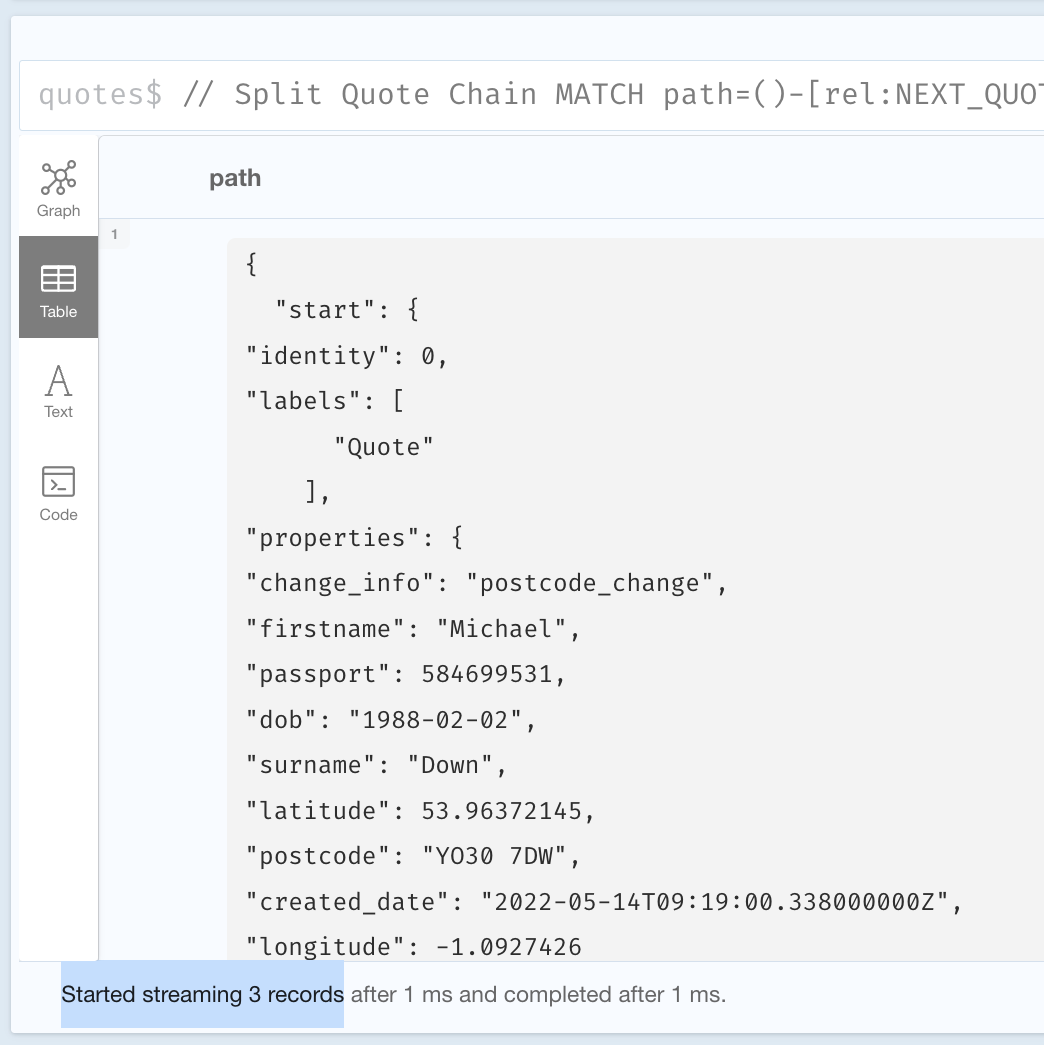 quotes$ // Split Quote Chain MATCH path=()-[rel:NEXT_QUOT
Graph
Table
Text
Code
path
1
{
"start": {
"identity": 0,
"labels": [
"Quote"
],
"properties": {
"change_info": "postcode_change",
"firstname": "Michael",
"passport": 584699531,
"dob": "1988-02-02",
"surname": "Down",
"latitude": 53.96372145,
"postcode": "YO30 7DW",
"created_date": "2022-05-14T09:19:00.338000000Z",
"longitude": -1.0927426
Started streaming 3 records after 1 ms and completed after 1 ms.